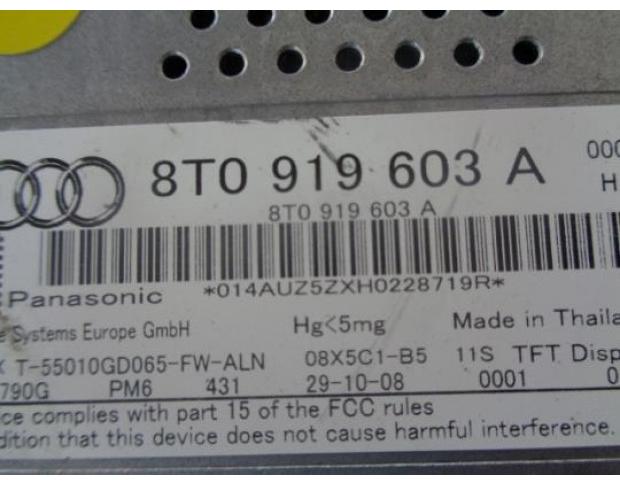 8T0 919 603 A
000
H
8T0 919 603 A
*014AUZ5ZXH0228719R*
Panasonic
Systems Europe GmbH Hg<5mg Made in Thaila
T-55010GD065-FW-ALN 08X5C1-B5 11S TFT Disp
790G PM6 431 29-10-08 0001 0
ce complies with part 15 of the FCC rules
dition that this device does not cause harmful interference.